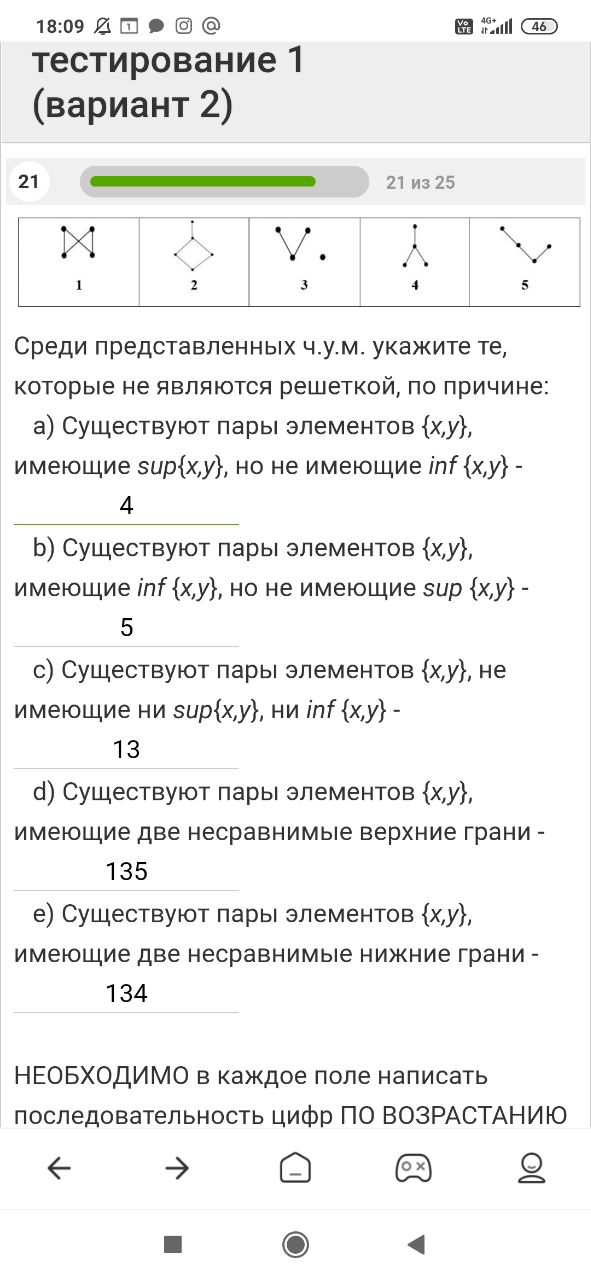 18:09
1
Vo LTE 4G+ 46
тестирование 1
(вариант 2)
21
21 из 25
1 2 3 4 5
Среди представленных ч.у.м. укажите те,
которые не являются решеткой, по причине:
a) Существуют пары элементов {x,y},
имеющие sup{x,y}, но не имеющие inf {x,y} -
4
b) Существуют пары элементов {x,y},
имеющие inf {x,y}, но не имеющие sup {x,y} -
5
c) Существуют пары элементов {x,y}, не
имеющие ни sup{x,y}, ни inf {x,y} -
13
d) Существуют пары элементов {x,y},
имеющие две несравнимые верхние грани -
135
e) Существуют пары элементов {x,y},
имеющие две несравнимые нижние грани -
134
НЕОБХОДИМО в каждое поле написать
последовательность цифр ПО ВОЗРАСТАНИЮ